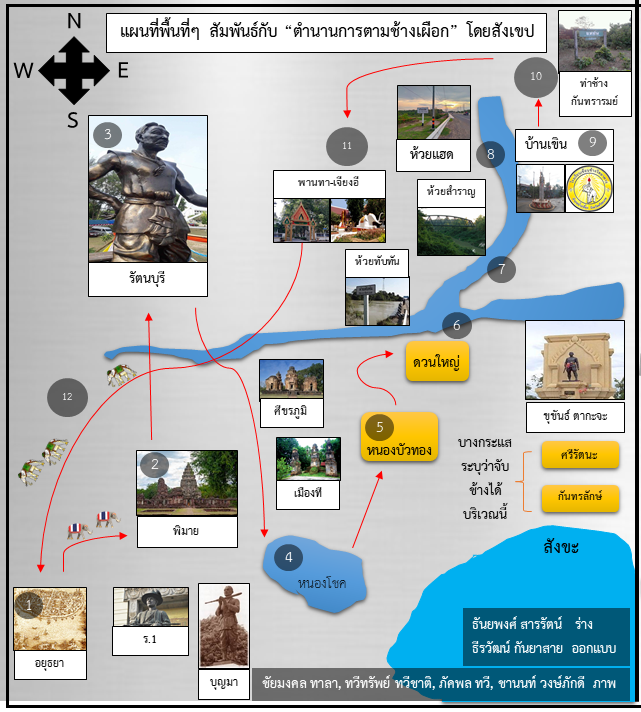 แผนที่พื้นที่ๆ สัมพันธ์กับ “ตำนานการตามช้างเผือก” โดยสังเขป
N
W
E
S
10
ท่าช้าง
กันทรารมย์
3
รัตนบุรี
11
พานทา-เจียงอี
ห้วยแฮด
8
บ้านเขิน
9
ห้วยสำราญ
7
ห้วยทับทัน
6
ดวนใหญ่
ขุขันธ์ ตากะจะ
12
ศีขรภูมิ
5
หนองบัวทอง
บางกระแส
ระบุว่าจับ
ช้างได้
บริเวณนี้
ศรีรัตนะ
กันทรลักษ์
2
พิมาย
เมืองที
4
หนองโชค
สังขะ
1
อยุธยา
ร.1
บุญมา
ธันยพงศ์ สารรัตน์ ร่าง
ธีรวัฒน์ กันยาสาย ออกแบบ
ชัยมงคล ทาลา, ทวีทรัพย์ ทวีชาติ, ภัคพล ทวี, ชานนท์ วงษ์ภักดี ภาพ